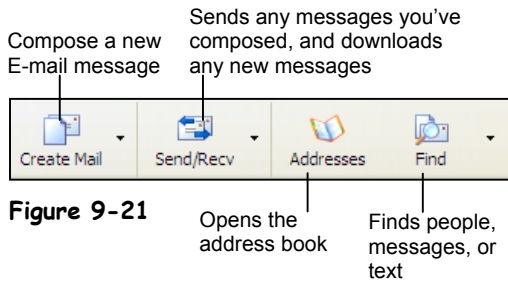 Compose a new
E-mail message
Sends any messages you've
composed, and downloads
any new messages
Create Mail
Send/Recv
Addresses
Find
Figure 9-21
Opens the
address book
Finds people,
messages, or
text